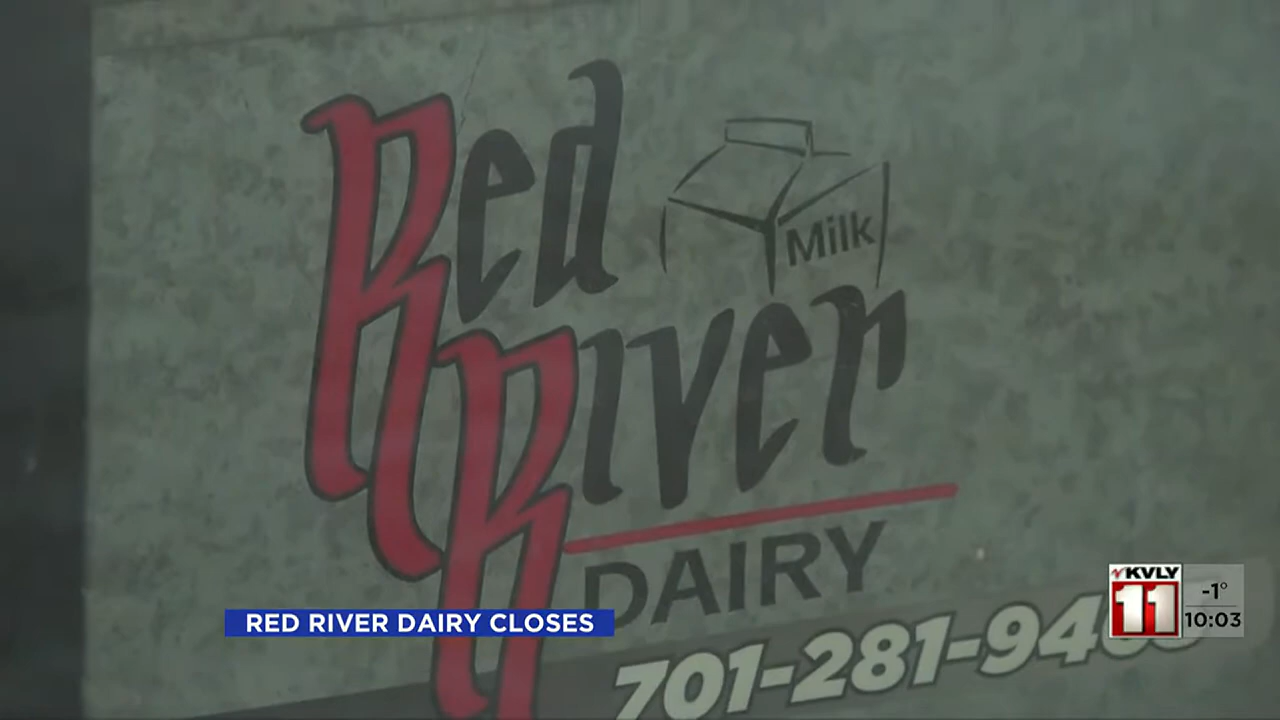 Red
Milk
River
DAIRY
RED RIVER DAIRY CLOSES
KVLY
11
-1°
10:03